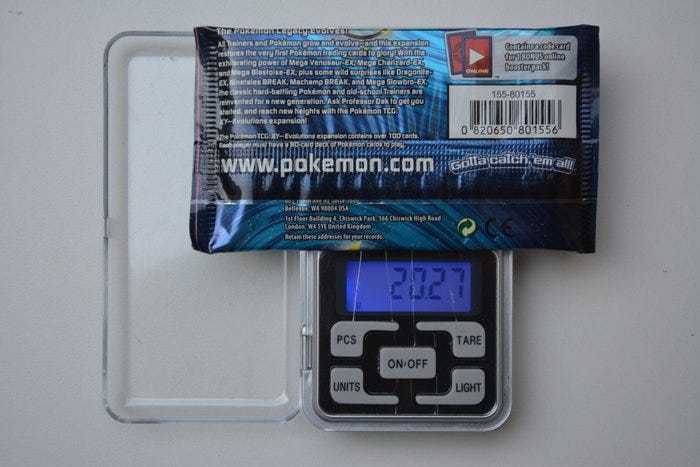 The Pokémon Legacy Evolves!
All Trainers and Pokémon grow and evolve—and this expansion
restores the very first Pokémon trading cards to glory! With the
exhilarating power of Mega Venusaur-EX, Mega Charizard-EX,
and Mega Blastoise-EX, plus some wild surprises like Dragonite-
EX, Ninetales BREAK, Machamp BREAK, and Mega Slowbro-EX,
the classic hard-battling Pokémon and old-school Trainers are
reinvented for a new generation. Ask Professor Oak to get you
started, and reach new heights with the Pokémon TCG:
XY—Evolutions expansion!
The Pokémon TCG: XY—Evolutions expansion contains over 100 cards.
Each player must have a 60-card deck of Pokémon cards to play.
www.pokemon.com
ONLINE
Contains a code card
for 1 BONUS online
booster pack!
155-80155
0 820650 801556
Gotta catch 'em all!
Bellevue, WA 98004 USA
1st Floor Building 4, Chiswick Park, 566 Chiswick High Road
London, W4 5YE United Kingdom
Retain these addresses for your records.
CE
20.27
g
PCS
TARE
ON/OFF
UNITS
LIGHT